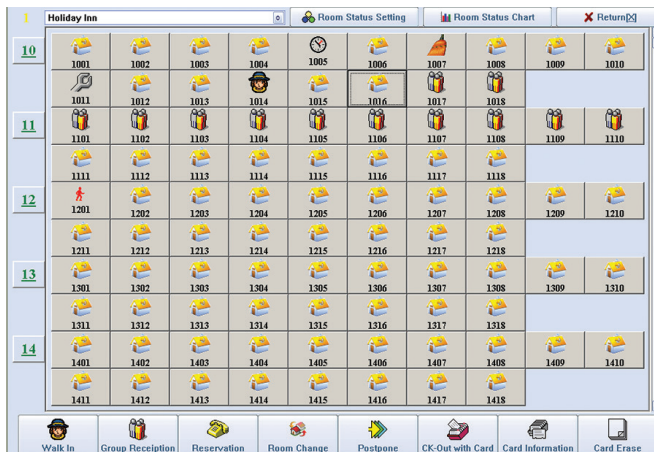 1 Holiday Inn Room Status Setting Room Status Chart Return[X]
10 1001 1002 1003 1004 1005 1006 1007 1008 1009 1010
1011 1012 1013 1014 1015 1016 1017 1018
11 1101 1102 1103 1104 1105 1106 1107 1108 1109 1110
1111 1112 1113 1114 1115 1116 1117 1118
12 1201 1202 1203 1204 1205 1206 1207 1208 1209 1210
1211 1212 1213 1214 1215 1216 1217 1218
13 1301 1302 1303 1304 1305 1306 1307 1308 1309 1310
1311 1312 1313 1314 1315 1316 1317 1318
14 1401 1402 1403 1404 1405 1406 1407 1408 1409 1410
1411 1412 1413 1414 1415 1416 1417 1418
Walk In Group Receiption Reservation Room Change Postpone CK-Out with Card Card Information Card Erase